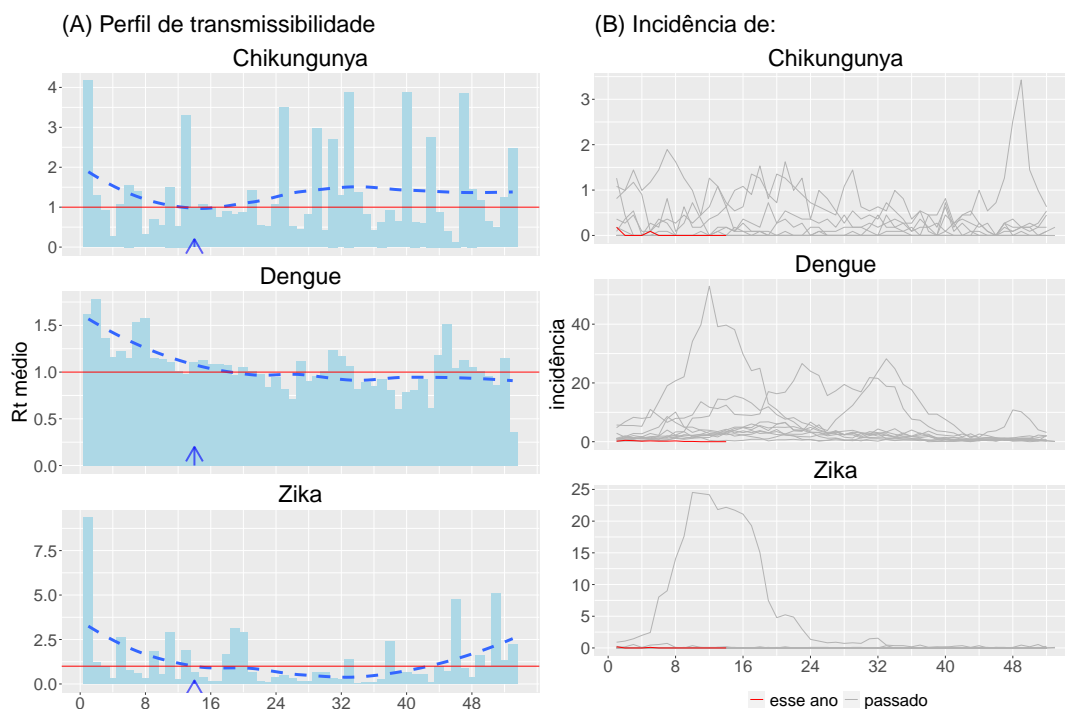 (A) Perfil de transmissibilidade
Chikungunya
4
3
2
1
0
Dengue
1.5
1.0
0.5
0.0
Rt médio
Zika
7.5
5.0
2.5
0.0
0 8 16 24 32 40 48
(B) Incidência de:
Chikungunya
3
2
1
0
Dengue
40
20
0
incidência
Zika
25
20
15
10
5
0
0 8 16 24 32 40 48
esse ano passado